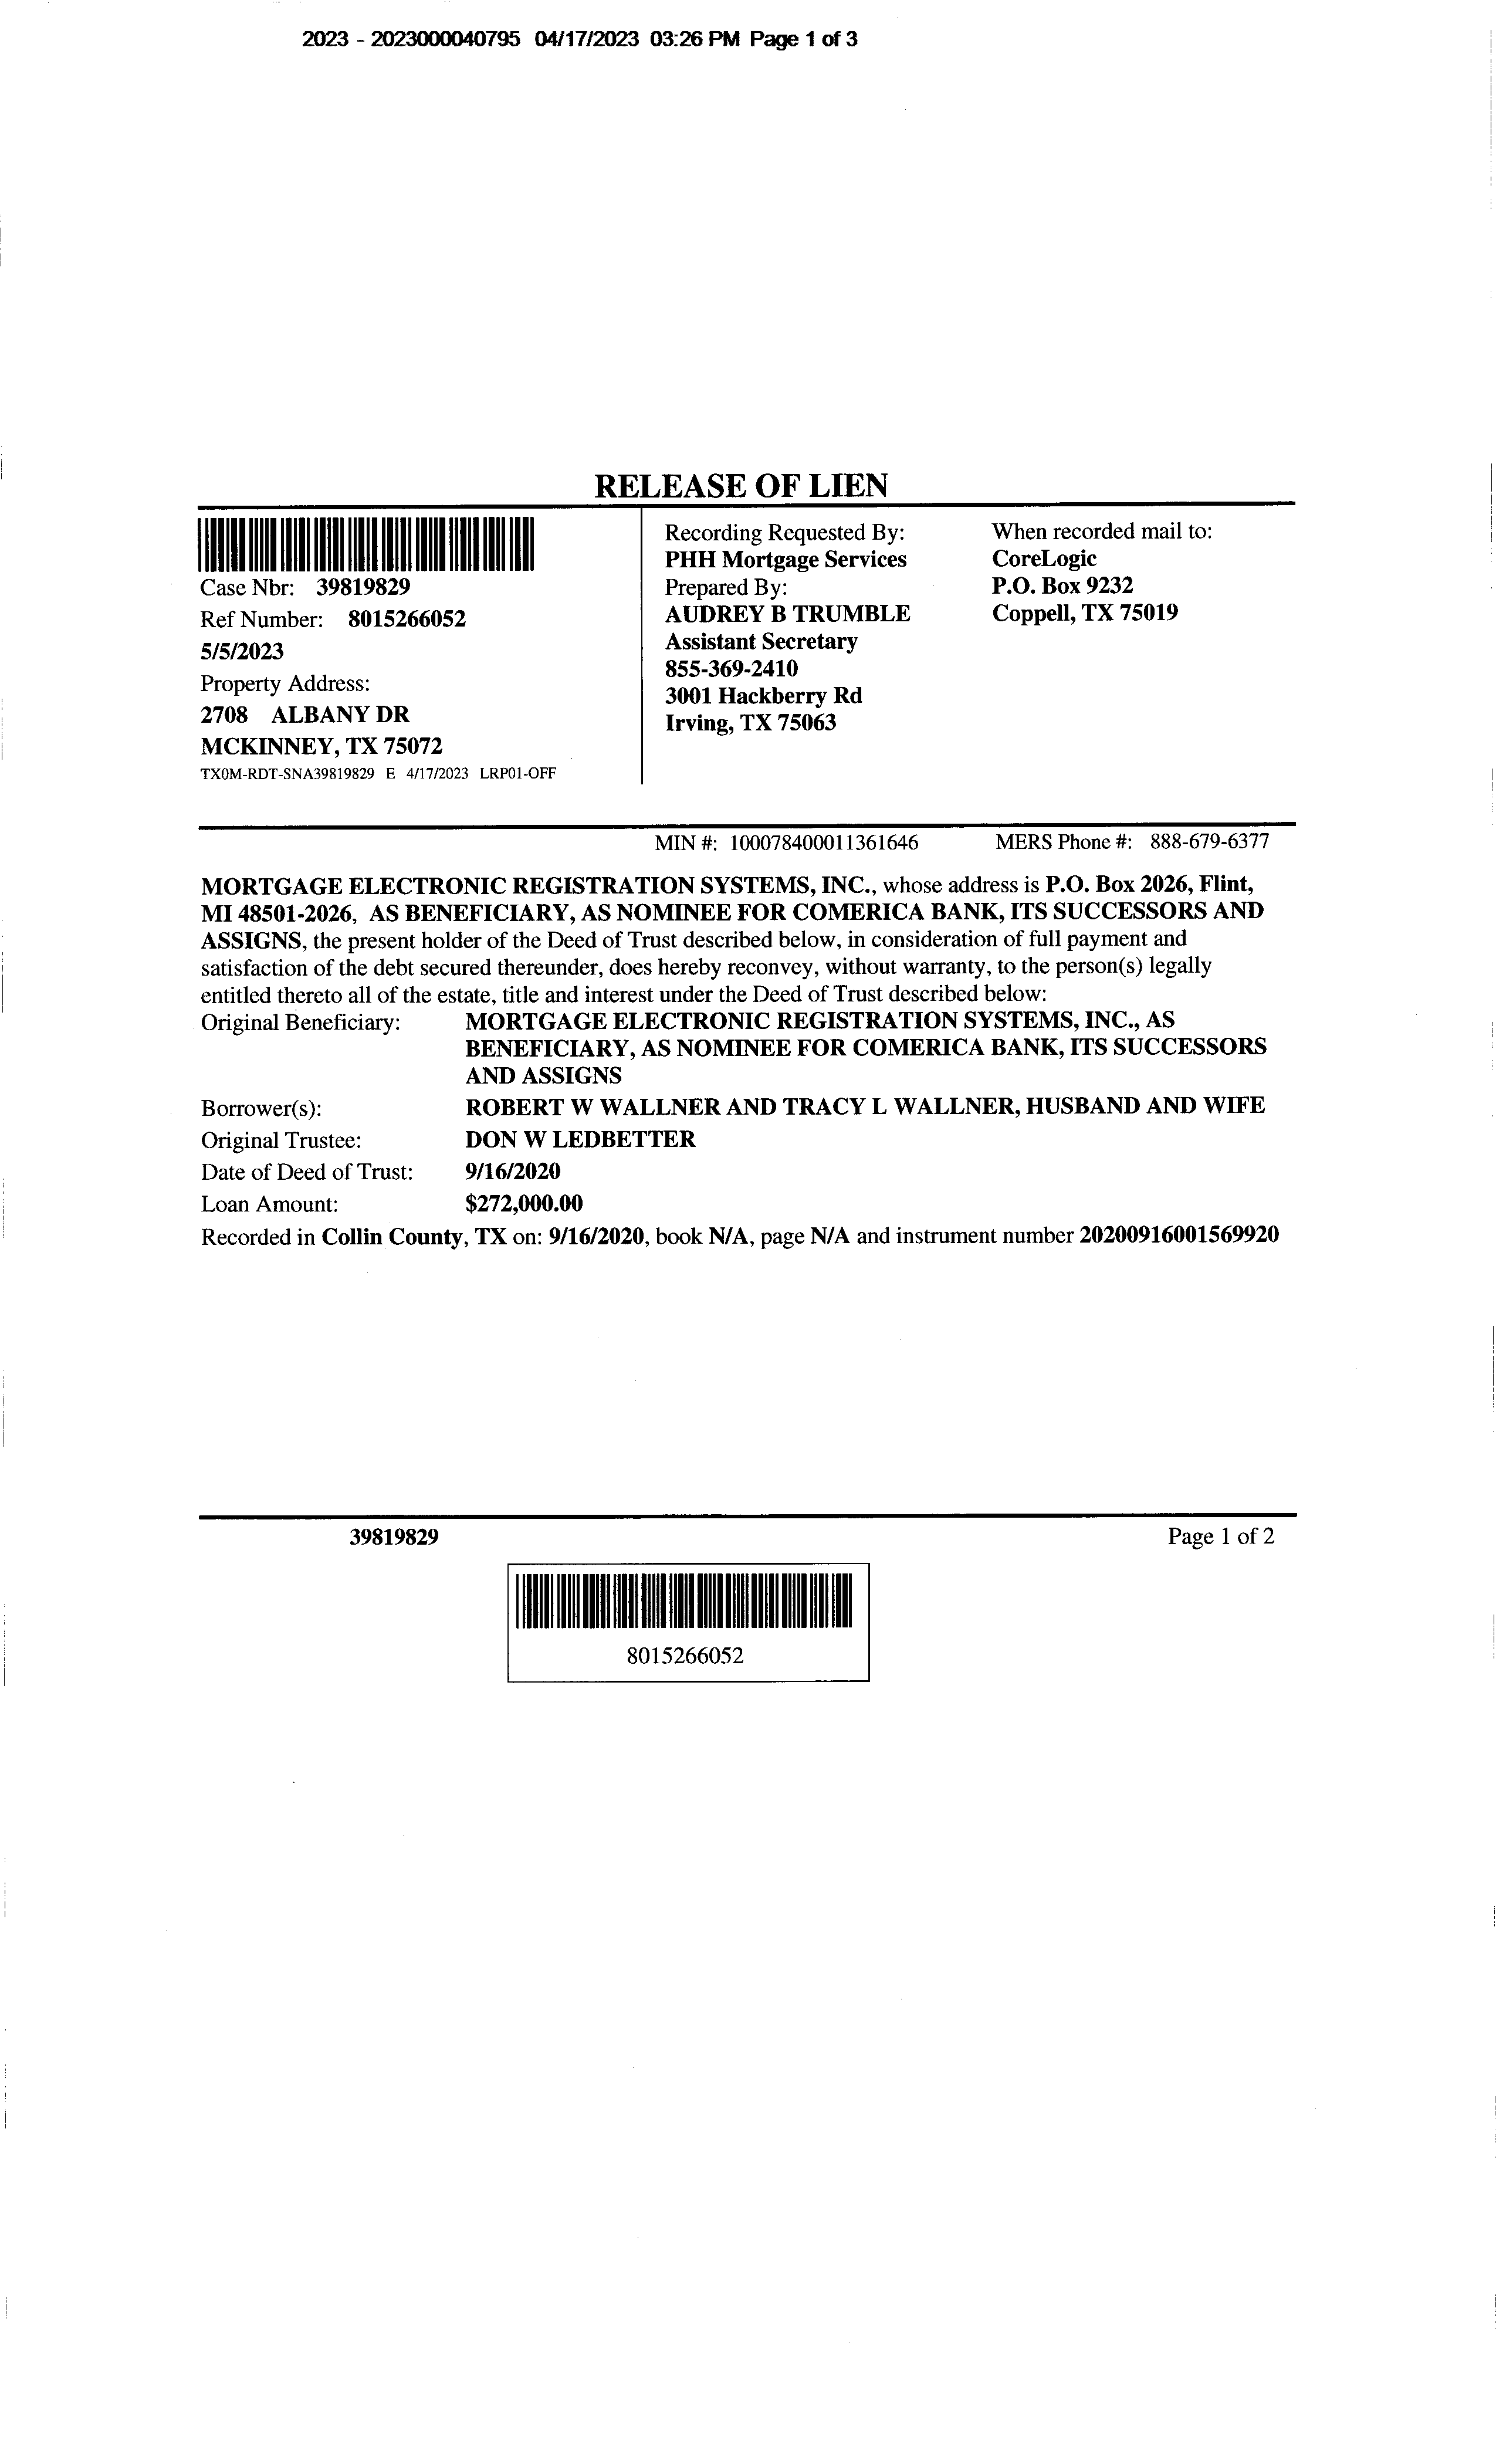 2023 - 2023000040795 04/17/2023 03:26 PM Page 1 of 3
RELEASE OF LIEN
Case Nbr: 39819829
Ref Number: 8015266052
5/5/2023
Property Address:
2708 ALBANY DR
MCKINNEY, TX 75072
TX0M-RDT-SNA39819829 E 4/17/2023 LRP01-OFF
Recording Requested By:
PHH Mortgage Services
Prepared By:
AUDREY B TRUMBLE
Assistant Secretary
855-369-2410
3001 Hackberry Rd
Irving, TX 75063
When recorded mail to:
CoreLogic
P.O. Box 9232
Coppell, TX 75019
MIN #: 100078400011361646 MERS Phone #: 888-679-6377
MORTGAGE ELECTRONIC REGISTRATION SYSTEMS, INC., whose address is P.O. Box 2026, Flint,
MI 48501-2026, AS BENEFICIARY, AS NOMINEE FOR COMERICA BANK, ITS SUCCESSORS AND
ASSIGNS, the present holder of the Deed of Trust described below, in consideration of full payment and
satisfaction of the debt secured thereunder, does hereby reconvey, without warranty, to the person(s) legally
entitled thereto all of the estate, title and interest under the Deed of Trust described below:
Original Beneficiary: MORTGAGE ELECTRONIC REGISTRATION SYSTEMS, INC., AS
BENEFICIARY, AS NOMINEE FOR COMERICA BANK, ITS SUCCESSORS
AND ASSIGNS
Borrower(s): ROBERT W WALLNER AND TRACY L WALLNER, HUSBAND AND WIFE
Original Trustee: DON W LEDBETTER
Date of Deed of Trust: 9/16/2020
Loan Amount: $272,000.00
Recorded in Collin County, TX on: 9/16/2020, book N/A, page N/A and instrument number 20200916001569920
39819829 Page 1 of 2
8015266052